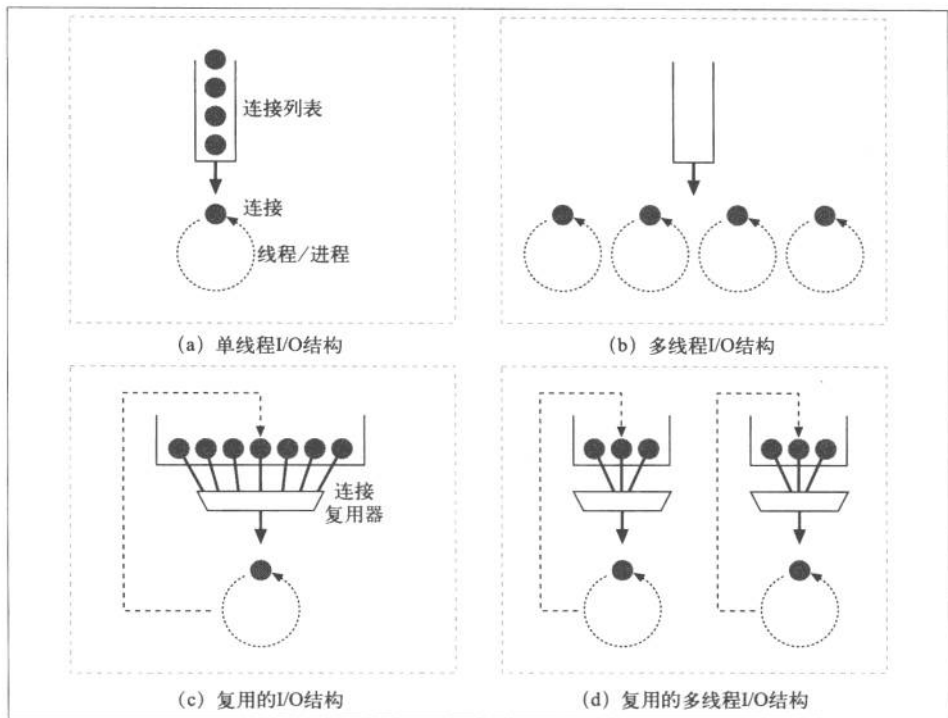 连接列表
连接
线程/进程
(a) 单线程I/O结构
(b) 多线程I/O结构
连接
复用器
(c) 复用的I/O结构
(d) 复用的多线程I/O结构